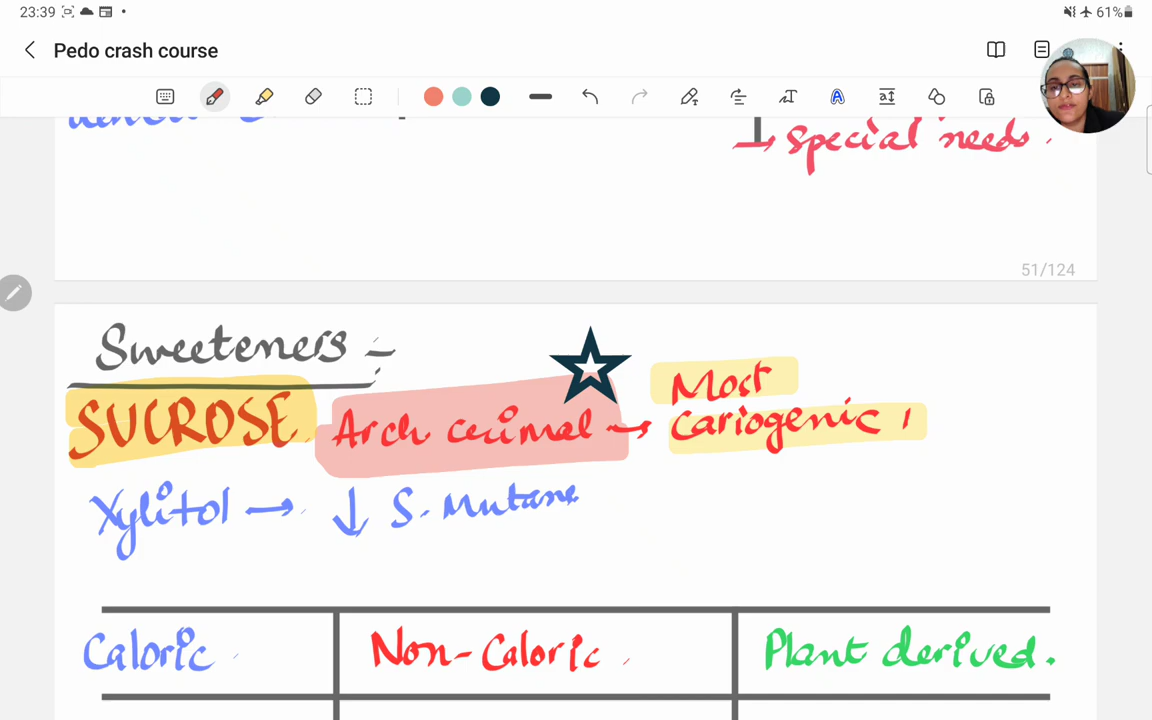 23:39
61%
Pedo crash course
special needs.
51/124
Sweeteners :-
SUCROSE. Arch criminal → Most cariogenic
Xylitol → ↓ S. Mutans
Caloric Non-Caloric Plant derived.